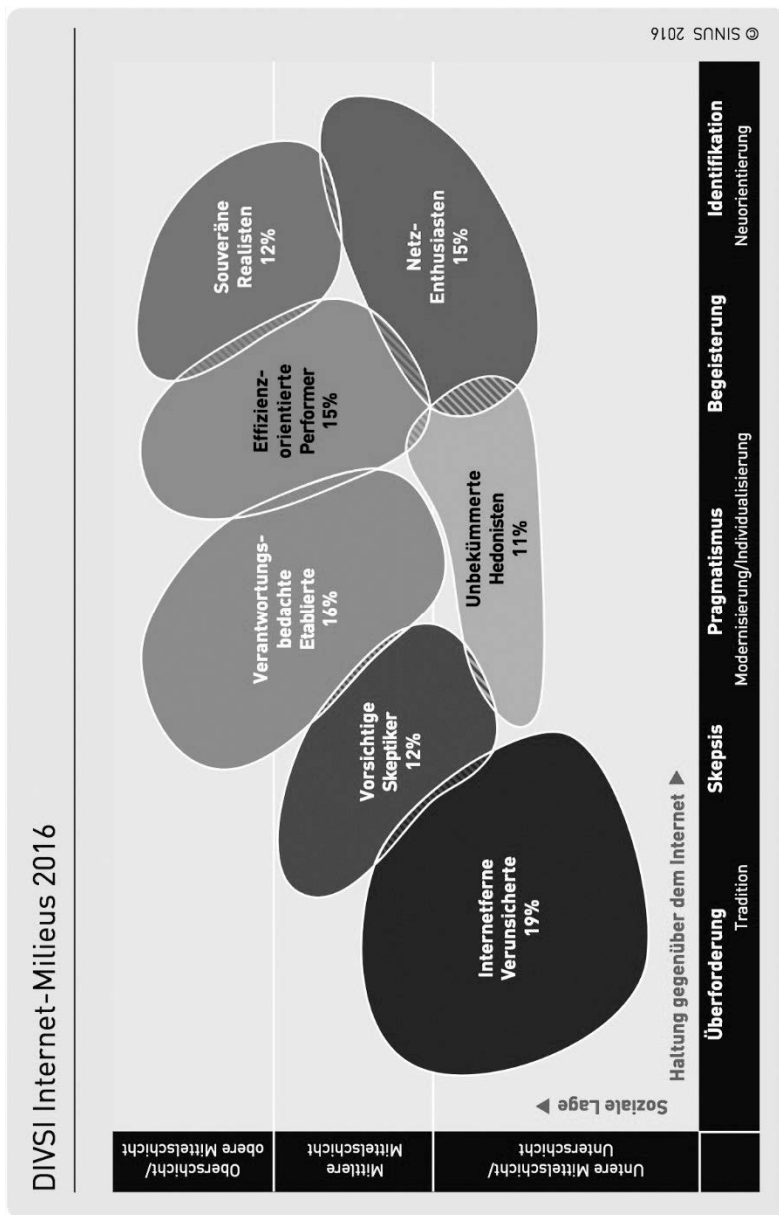 DIVSI Internet-Milieus 2016
Oberschicht/
obere Mittelschicht
Mittlere
Mittelschicht
Untere Mittelschicht/
Unterschicht
Soziale Lage ▶
Souveräne
Realisten
12%
Effizienz-
orientierte
Performer
15%
Verantwortungs-
bedachte
Etablierte
16%
Vorsichtige
Skeptiker
12%
Netz-
Enthusiasten
15%
Unbekümmerte
Hedonisten
11%
Internetferne
Verunsicherte
19%
Haltung gegenüber dem Internet ▶
Überforderung
Skepsis
Pragmatismus
Begeisterung
Identifikation
Tradition
Modernisierung/Individualisierung
Neuorientierung
© SINUS 2016